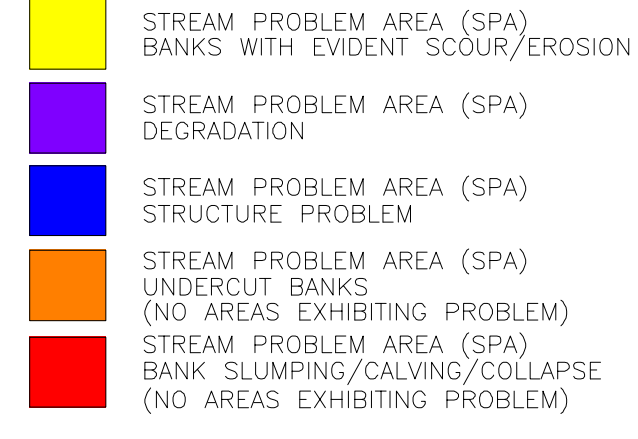 STREAM PROBLEM AREA (SPA)
BANKS WITH EVIDENT SCOUR/EROSION
STREAM PROBLEM AREA (SPA)
DEGRADATION
STREAM PROBLEM AREA (SPA)
STRUCTURE PROBLEM
STREAM PROBLEM AREA (SPA)
UNDERCUT BANKS
(NO AREAS EXHIBITING PROBLEM)
STREAM PROBLEM AREA (SPA)
BANK SLUMPING/CALVING/COLLAPSE
(NO AREAS EXHIBITING PROBLEM)